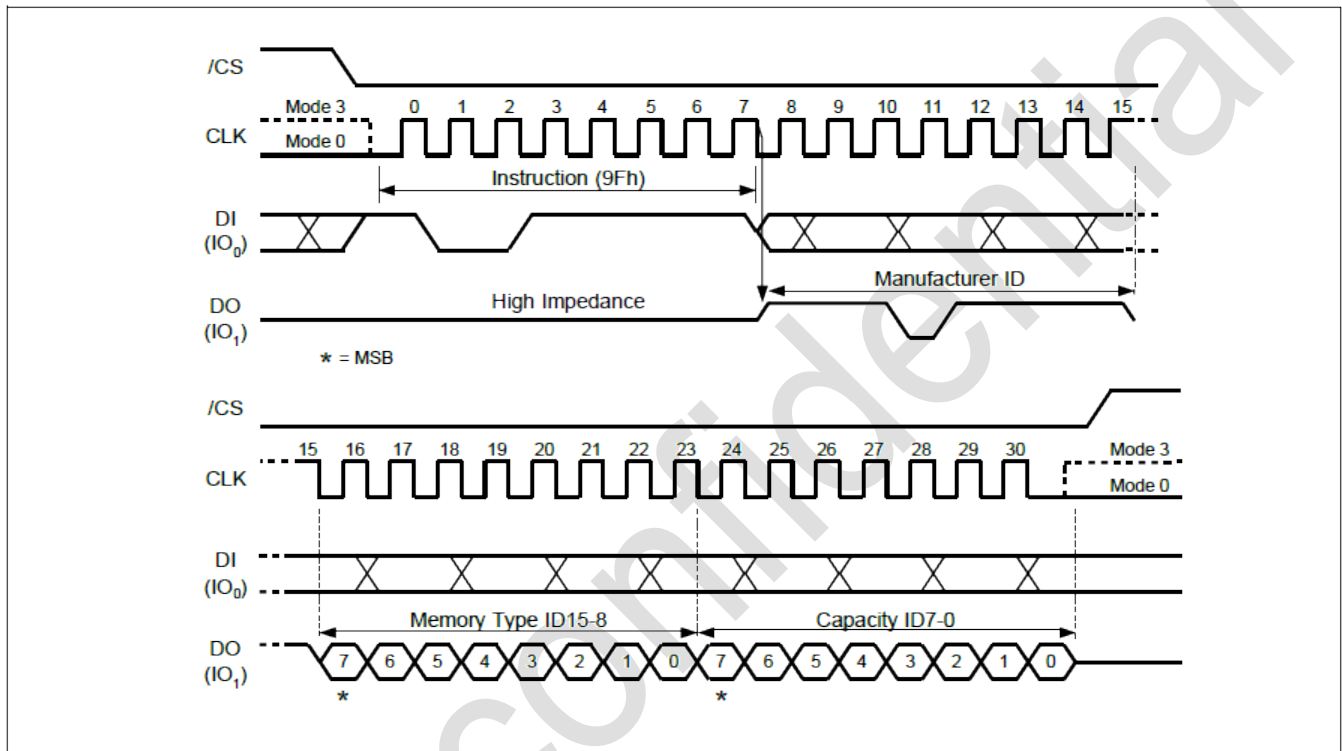 /CS
Mode 3 0 1 2 3 4 5 6 7 8 9 10 11 12 13 14 15
CLK
Mode 0
Instruction (9Fh)
DI
(IO0)
Manufacturer ID
High Impedance
DO
(IO1)
* = MSB
/CS
15 16 17 18 19 20 21 22 23 24 25 26 27 28 29 30 Mode 3
CLK
Mode 0
DI
(IO0)
Memory Type ID15-8 Capacity ID7-0
DO
(IO1)
7 6 5 4 3 2 1 0 7 6 5 4 3 2 1 0
* *
confidential